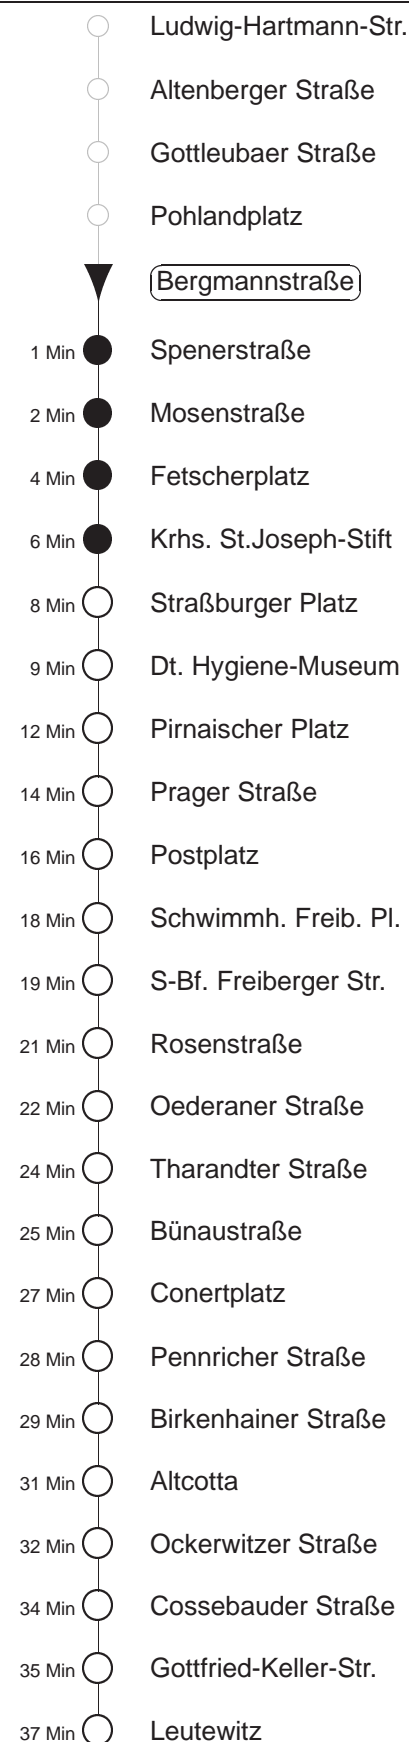 Ludwig-Hartmann-Str.
Altenberger Straße
Gottleubaer Straße
Pohlandplatz
Bergmannstraße
1 Min Spenerstraße
2 Min Mosenstraße
4 Min Fetscherplatz
6 Min Krhs. St.Joseph-Stift
8 Min Straßburger Platz
9 Min Dt. Hygiene-Museum
12 Min Pirnaischer Platz
14 Min Prager Straße
16 Min Postplatz
18 Min Schwimmh. Freib. Pl.
19 Min S-Bf. Freiberger Str.
21 Min Rosenstraße
22 Min Oederaner Straße
24 Min Tharandter Straße
25 Min Bünaustraße
27 Min Conertplatz
28 Min Pennricher Straße
29 Min Birkenhainer Straße
31 Min Altcotta
32 Min Ockerwitzer Straße
34 Min Cossebauder Straße
35 Min Gottfried-Keller-Str.
37 Min Leutewitz